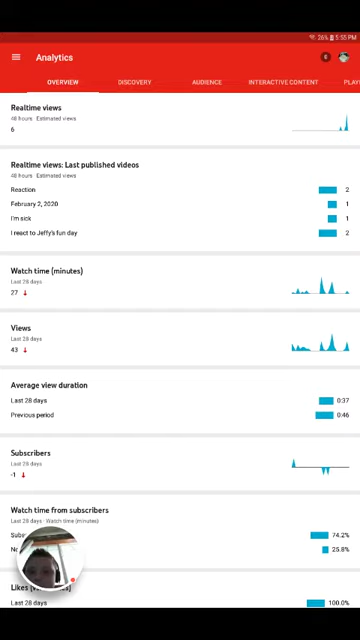 26% 5:55 PM
Analytics
OVERVIEW DISCOVERY AUDIENCE INTERACTIVE CONTENT
Realtime views
48 hours · Estimated views
6
Realtime views: Last published videos
48 hours · Estimated views
Reaction 2
February 2, 2020 1
I'm sick 1
I react to Jeffy's fun day 2
Watch time (minutes)
Last 28 days
27
Views
Last 28 days
43
Average view duration
Last 28 days 0:37
Previous period 0:46
Subscribers
Last 28 days
-1
Watch time from subscribers
Last 28 days · Watch time (minutes)
74.2%
25.8%
Likes
Last 28 days 100.0%